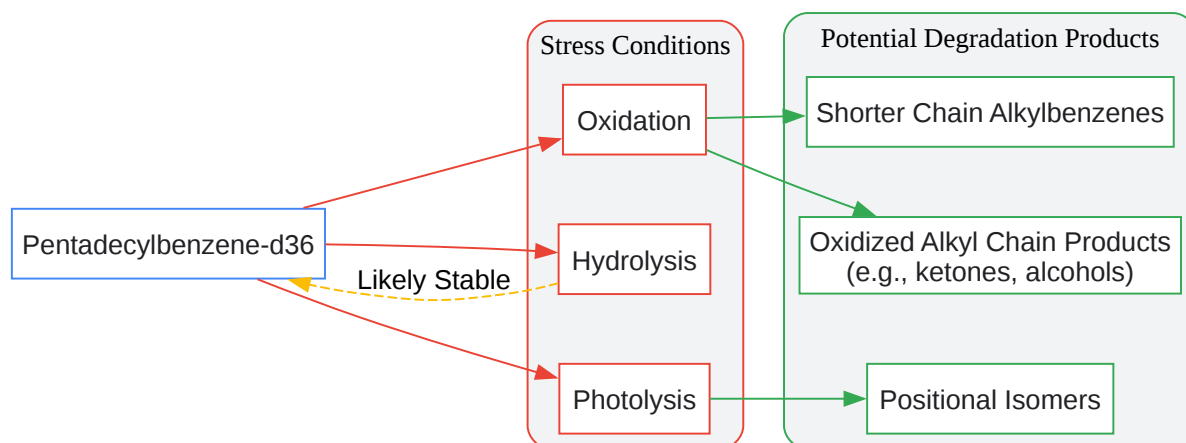 Stress Conditions
Potential Degradation Products
Oxidation
Shorter Chain Alkylbenzenes
Pentadecylbenzene-d36
Hydrolysis
Likely Stable
Oxidized Alkyl Chain Products
(e.g., ketones, alcohols)
Photolysis
Positional Isomers